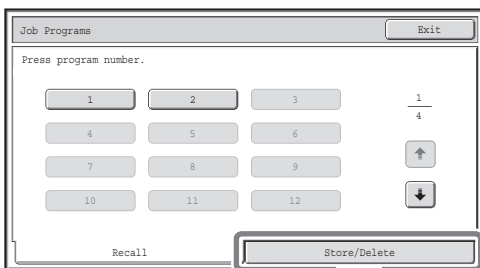 Job Programs Exit
Press program number.
1 2 3 1
4
4 5 6
7 8 9
10 11 12
Recall Store/Delete